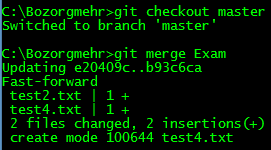 C:\Bozorgmehr>git checkout master
Switched to branch 'master'
C:\Bozorgmehr>git merge Exam
Updating e20409c..b93c6ca
Fast-forward
test2.txt | 1 +
test4.txt | 1 +
2 files changed, 2 insertions(+)
create mode 100644 test4.txt